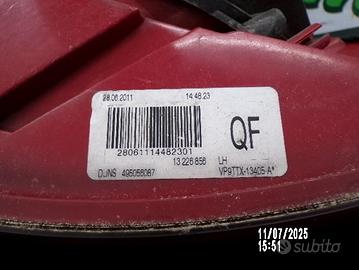 28.06.2011 14:48:23
28061114482301
QF
13 226 856 LH
DJNS 495058087 VP9TTX-13405-A*
11/07/2025
15:51
subito